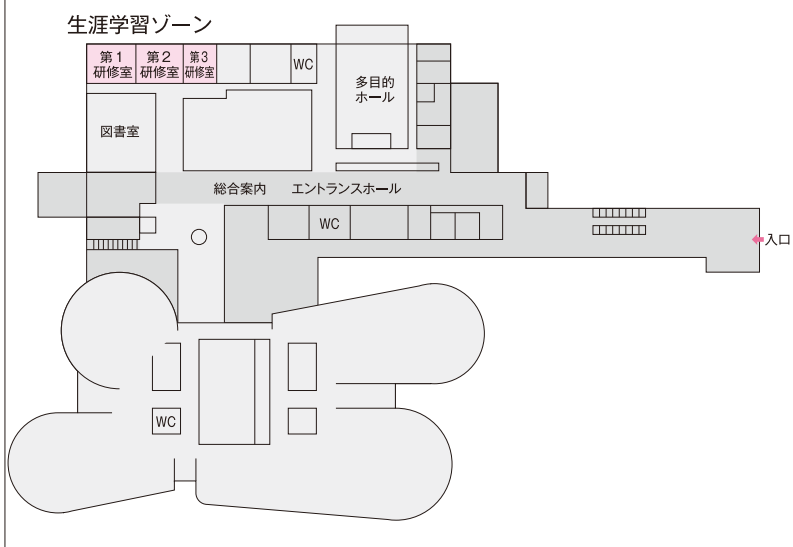 生涯学習ゾーン
第1
研修室
第2
研修室
第3
研修室
WC
多目的
ホール
図書室
総合案内 エントランスホール
WC
入口
WC